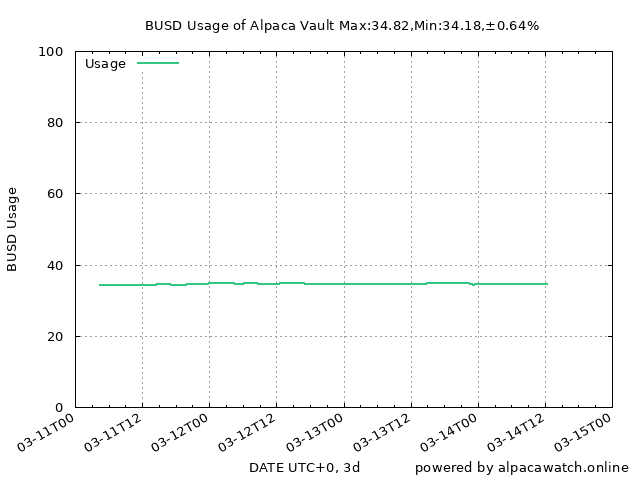 BUSD Usage of Alpaca Vault Max:34.82,Min:34.18,±0.64%
Usage
BUSD Usage
100
80
60
40
20
0
03-11T00
03-11T12
03-12T00
03-12T12
03-13T00
03-13T12
03-14T00
03-14T12
03-15T00
DATE UTC+0, 3d
powered by alpacawatch.online